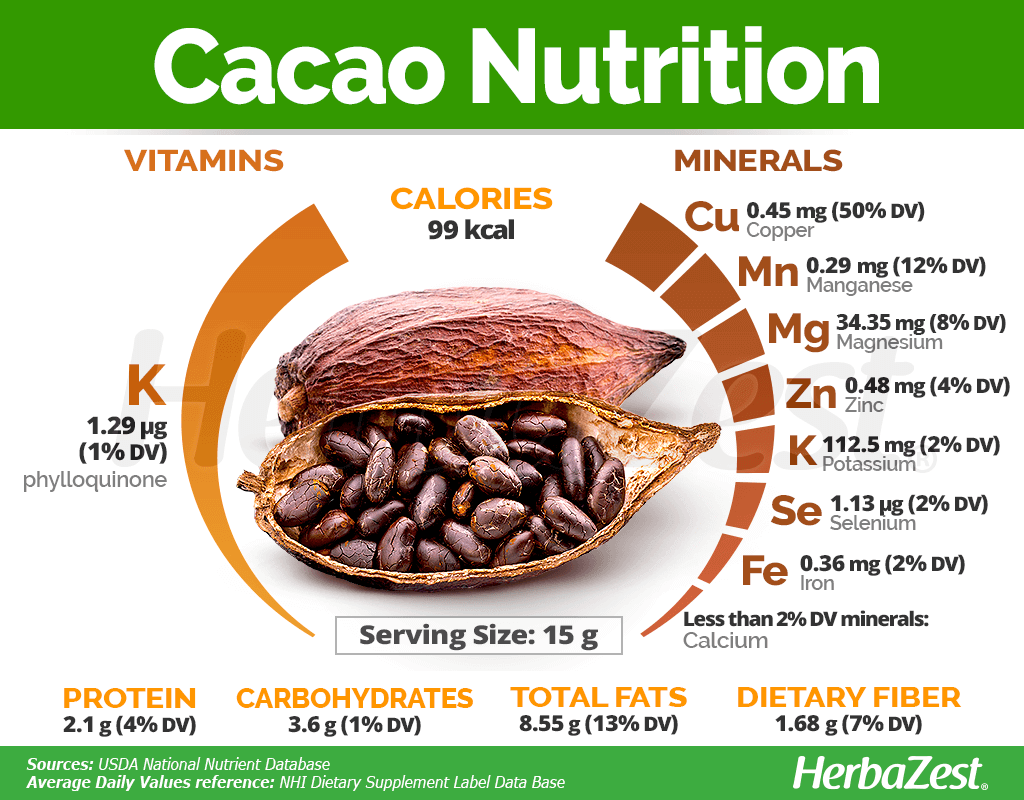 Cacao Nutrition
VITAMINS
K
1.29 µg
(1% DV)
phylloquinone
CALORIES
99 kcal
MINERALS
Cu 0.45 mg (50% DV)
Copper
Mn 0.29 mg (12% DV)
Manganese
Mg 34.35 mg (8% DV)
Magnesium
Zn 0.48 mg (4% DV)
Zinc
K 112.5 mg (2% DV)
Potassium
Se 1.13 µg (2% DV)
Selenium
Fe 0.36 mg (2% DV)
Iron
Less than 2% DV minerals:
Calcium
HerbaZest®
Serving Size: 15 g
PROTEIN
2.1 g (4% DV)
CARBOHYDRATES
3.6 g (1% DV)
TOTAL FATS
8.55 g (13% DV)
DIETARY FIBER
1.68 g (7% DV)
Sources: USDA National Nutrient Database
Average Daily Values reference: NHI Dietary Supplement Label Data Base
HerbaZest®